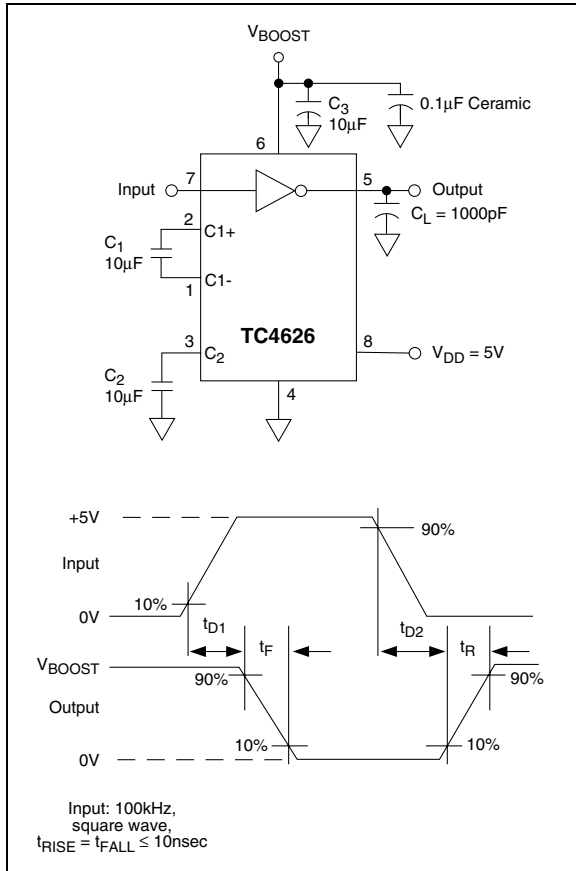 VBOOST
C3
10µF
0.1µF Ceramic
6
Input
7
5
Output
2
C1+
CL = 1000pF
C1
10µF
C1-
1
TC4626
3
C2
8
VDD = 5V
C2
10µF
4
+5V
90%
Input
10%
0V
tD1
tF
tD2
tR
VBOOST
90%
90%
Output
10%
10%
0V
Input: 100kHz,
square wave,
tRISE = tFALL ≤ 10nsec